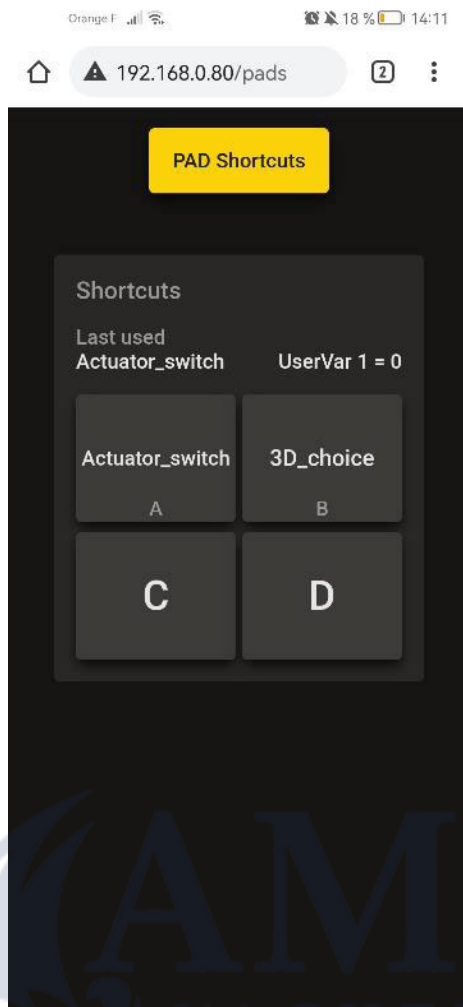 Orange F 18 % 14:11
192.168.0.80/pads 2
PAD Shortcuts
Shortcuts
Last used
Actuator_switch UserVar 1 = 0
Actuator_switch 3D_choice
A B
C D
AM